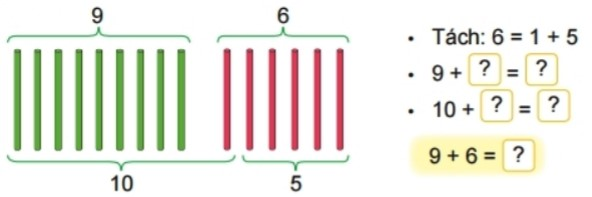 9 6
10 5
• Tách: 6 = 1 + 5
• 9 + ? = ?
• 10 + ? = ?
9 + 6 = ?